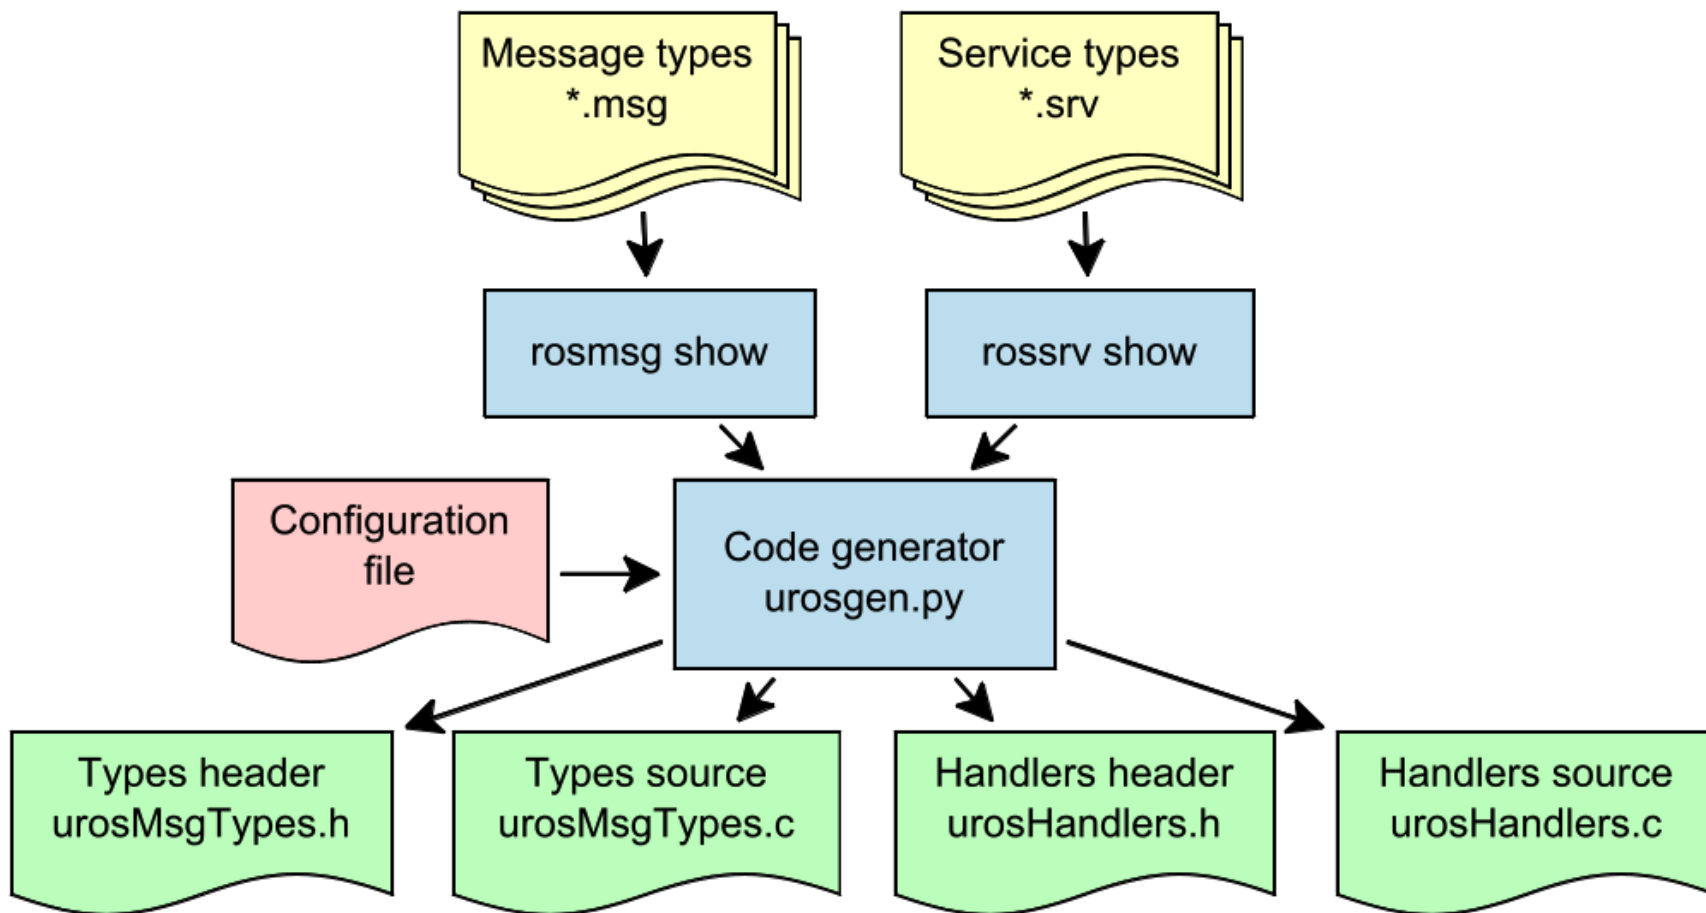 Message types
*.msg
Service types
*.srv
rosmsg show
rossrv show
Configuration
file
Code generator
urosgen.py
Types header
urosMsgTypes.h
Types source
urosMsgTypes.c
Handlers header
urosHandlers.h
Handlers source
urosHandlers.c